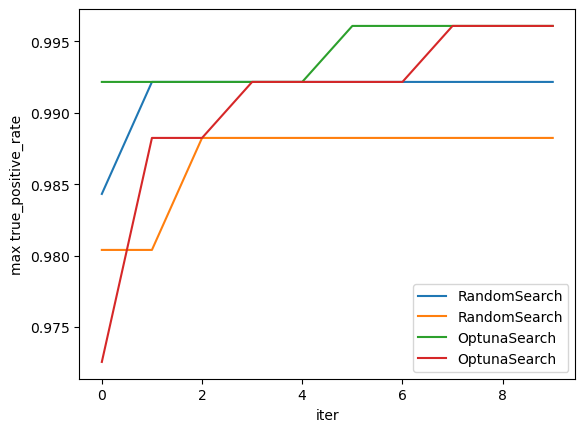 max true_positive_rate
0.995
0.990
0.985
0.980
0.975
0 2 4 6 8
iter
RandomSearch
RandomSearch
OptunaSearch
OptunaSearch